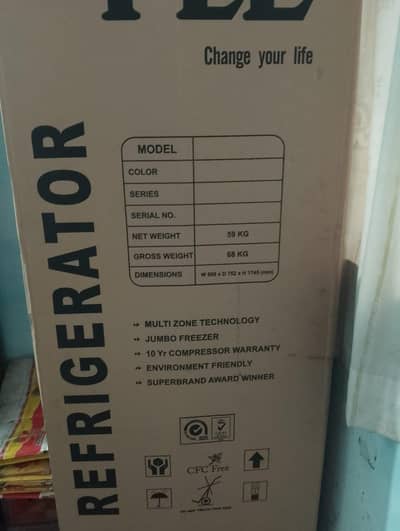 Change your life
REFRIGERATOR
MODEL
COLOR
SERIES
SERIAL NO.
NET WEIGHT 59 KG
GROSS WEIGHT 68 KG
DIMENSIONS
MULTI ZONE TECHNOLOGY
JUMBO FREEZER
10 Yr COMPRESSOR WARRANTY
ENVIRONMENT FRIENDLY
SUPERBRAND AWARD WINNER
CFC Free